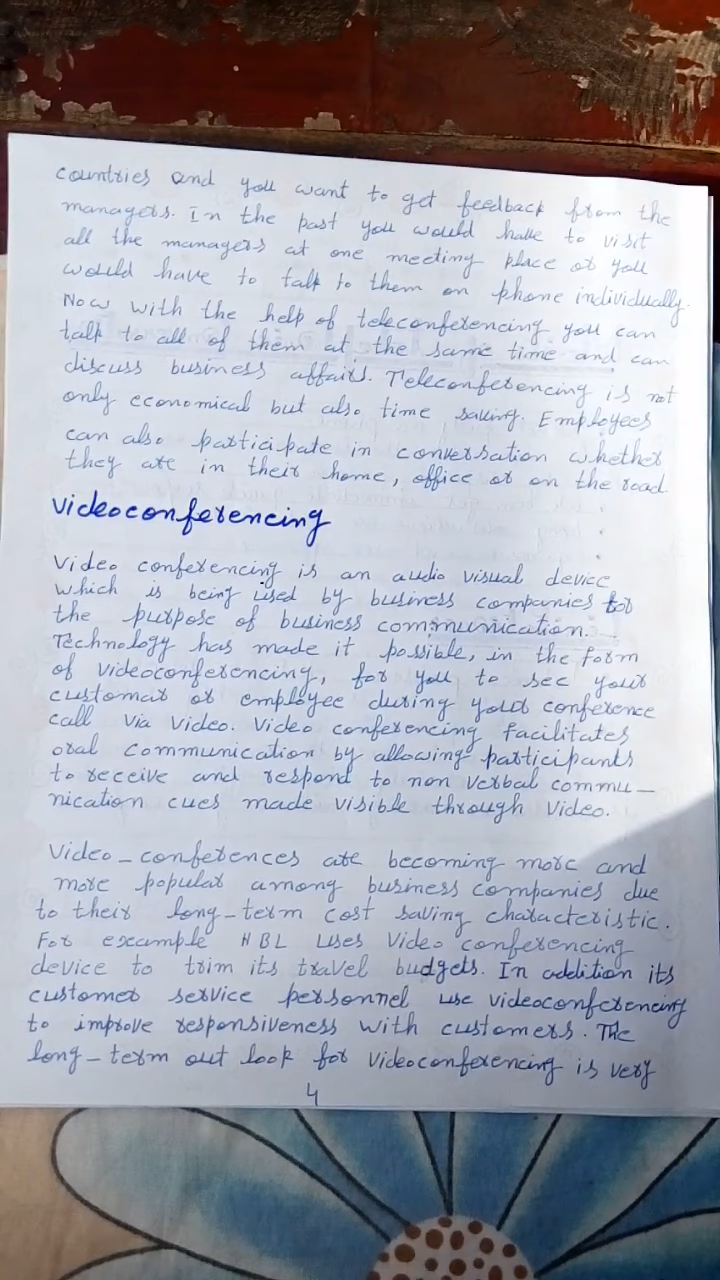 countries and you want to get feedback from the
managers. In the past you would have to visit
all the managers at one meeting place or you
would have to talk to them on phone individually.
Now with the help of teleconferencing you can
talk to all of them at the same time and can
discuss business affairs. Teleconferencing is not
only economical but also time saving. Employees
can also participate in conversation whether
they are in their home, office or on the road.
Videoconferencing
Video conferencing is an audio visual device
which is being used by business companies for
the purpose of business communication.
Technology has made it possible, in the form
of videoconferencing, for you to see your
customar or employee during your conference
call via video. Video conferencing facilitates
oral communication by allowing participants
to receive and respond to non verbal commu-
nication cues made visible through video.
Video-conferences are becoming more and
more popular among business companies due
to their long-term cost saving characteristic.
For example HBL uses video conferencing
device to trim its travel budgets. In addition its
customer service personnel use videoconferencing
to improve responsiveness with customers. The
long-term out look for videoconferencing is very
4